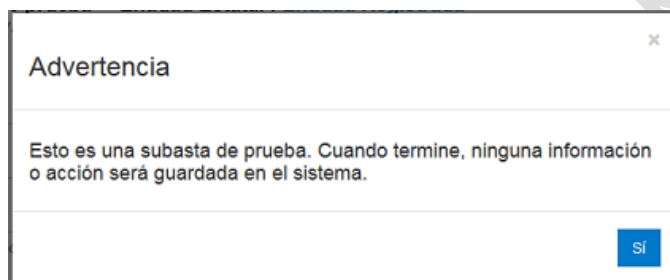 ×
Advertencia
Esto es una subasta de prueba. Cuando termine, ninguna información
o acción será guardada en el sistema.
Sí